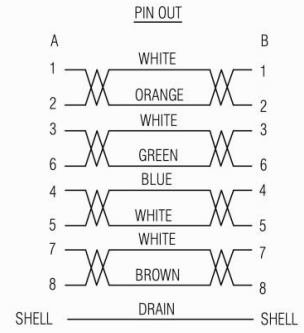 PIN OUT
A B
WHITE
1 1
ORANGE
2 2
WHITE
3 3
GREEN
6 6
BLUE
4 4
WHITE
5 5
WHITE
7 7
BROWN
8 8
DRAIN
SHELL SHELL